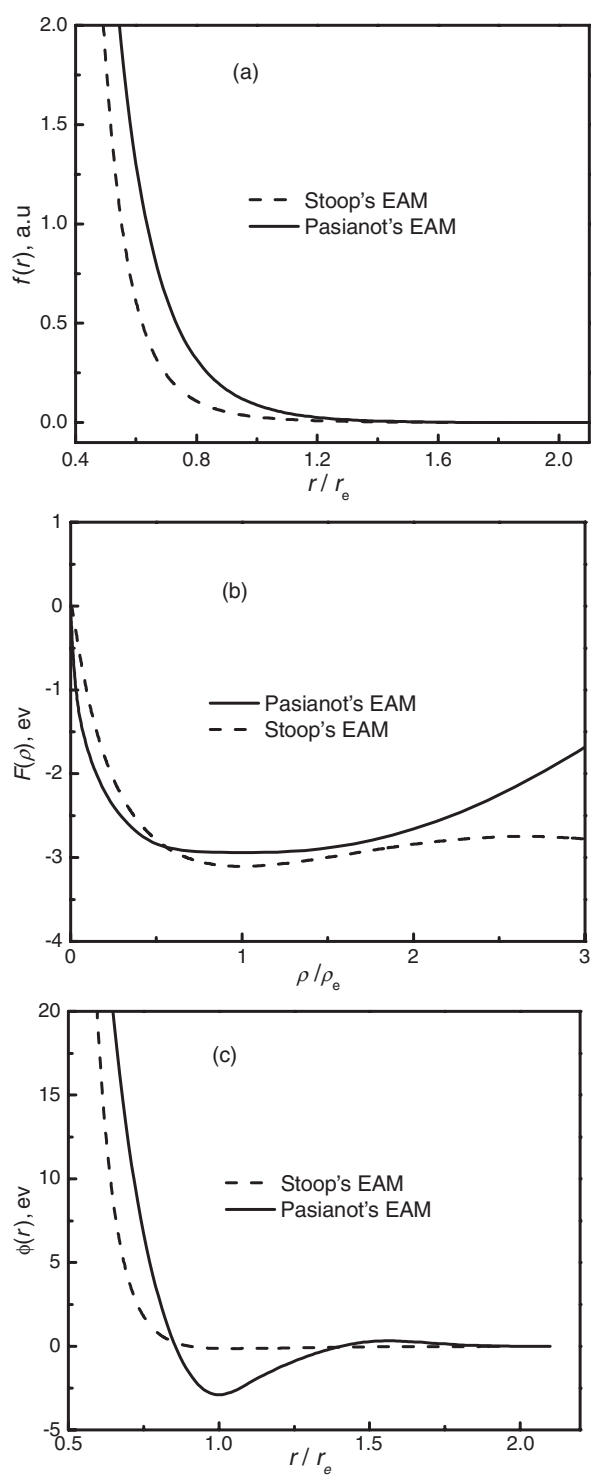 2.0
(a)
1.5
Stoop's EAM
Pasianot's EAM
1.0
f(r), a.u
0.5
0.0
0.4 0.8 1.2 1.6 2.0
r / r_e
1
(b)
0
-1
Pasianot's EAM
Stoop's EAM
F(ρ), ev
-2
-3
-4
0 1 2 3
ρ /ρ_e
20
(c)
15
Stoop's EAM
Pasianot's EAM
10
ϕ(r), ev
5
0
-5
0.5 1.0 1.5 2.0
r / r_e